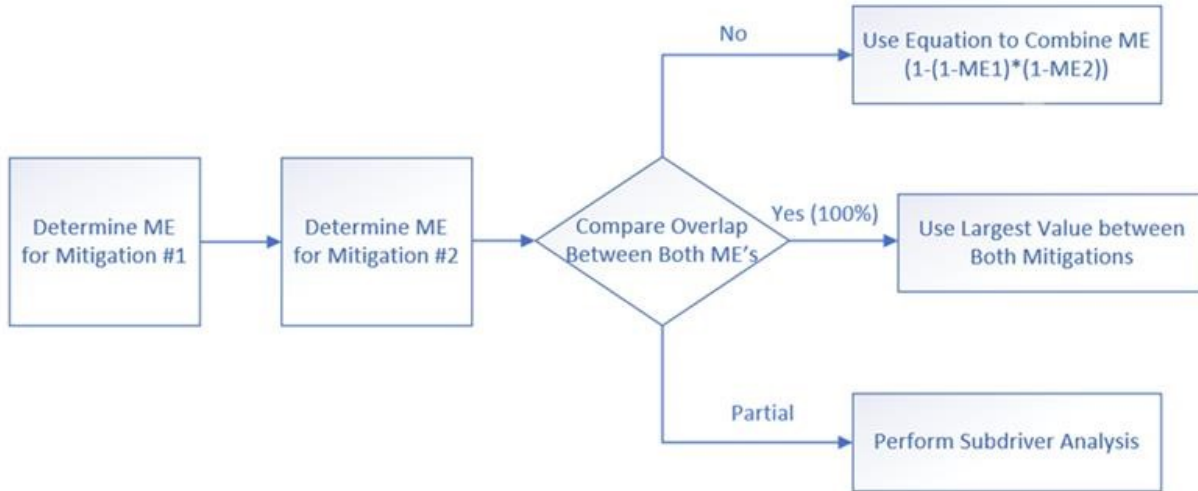 No
Use Equation to Combine ME
(1-(1-ME1)*(1-ME2))
Determine ME
for Mitigation #1
Determine ME
for Mitigation #2
Compare Overlap
Between Both ME's
Yes (100%)
Use Largest Value between
Both Mitigations
Partial
Perform Subdriver Analysis